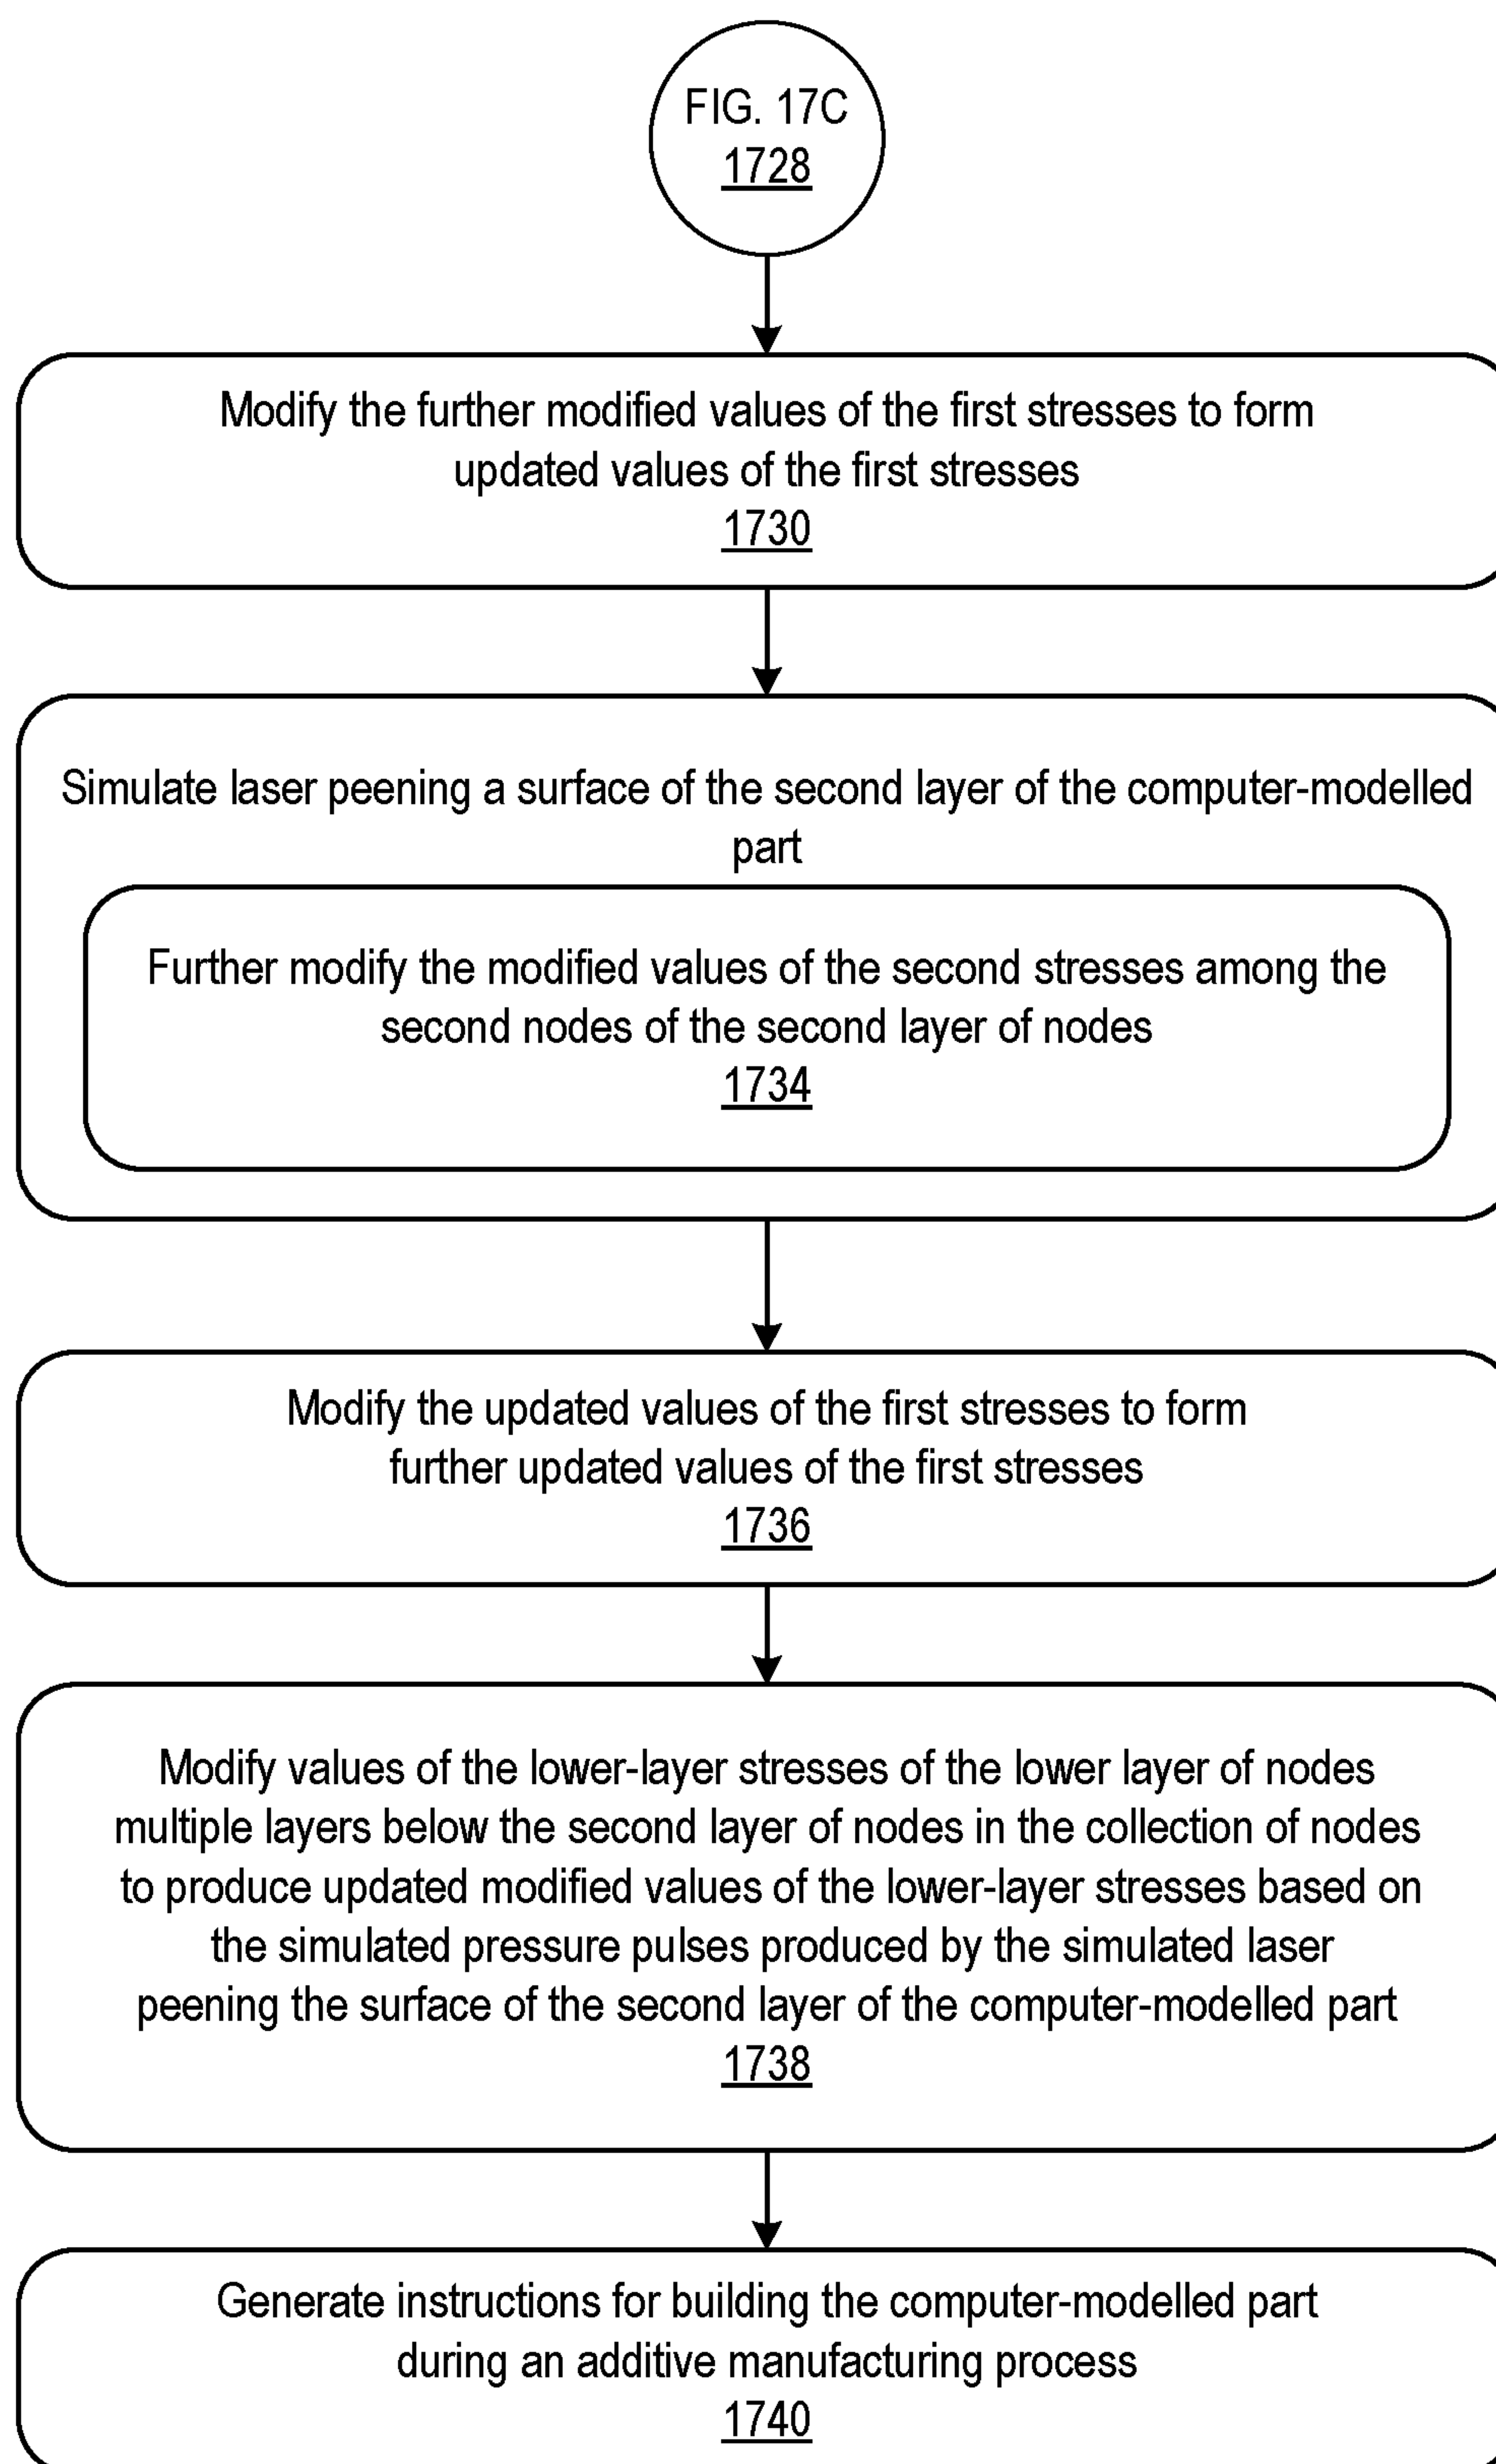 FIG. 17C
1728
Modify the further modified values of the first stresses to form
updated values of the first stresses
1730
Simulate laser peening a surface of the second layer of the computer-modelled
part
Further modify the modified values of the second stresses among the
second nodes of the second layer of nodes
1734
Modify the updated values of the first stresses to form
further updated values of the first stresses
1736
Modify values of the lower-layer stresses of the lower layer of nodes
multiple layers below the second layer of nodes in the collection of nodes
to produce updated modified values of the lower-layer stresses based on
the simulated pressure pulses produced by the simulated laser
peening the surface of the second layer of the computer-modelled part
1738
Generate instructions for building the computer-modelled part
during an additive manufacturing process
1740